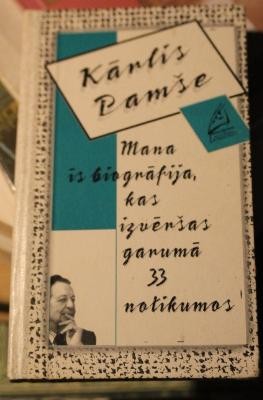 Kārlis
Pamše
Mana
īs biogrāfija,
kas
izvēršas
garumā
33
notikumos